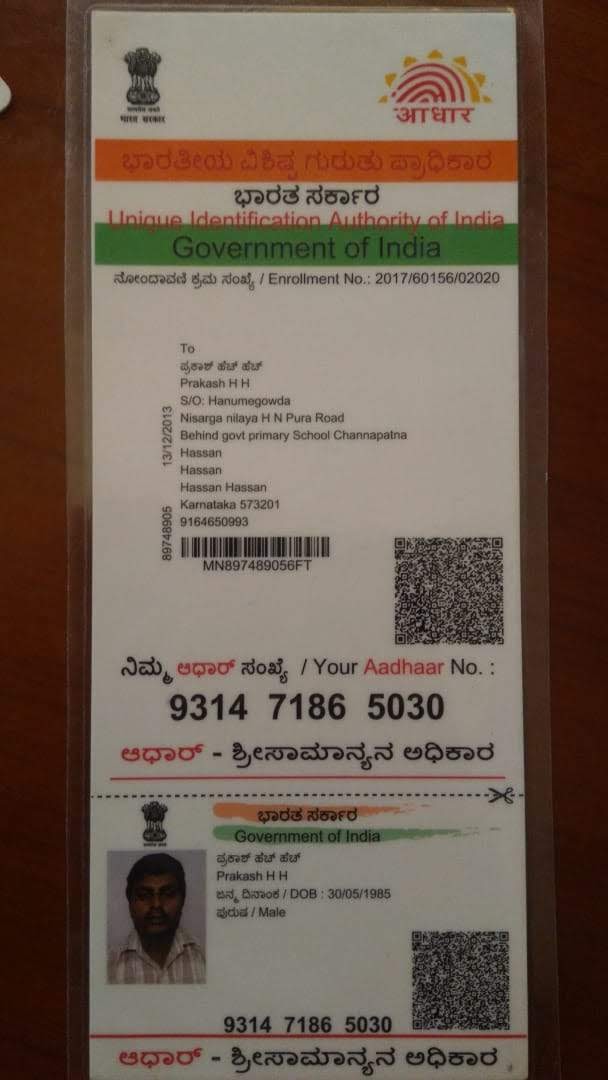 भारत सरकार
आधार
ಭಾರತೀಯ ವಿಶಿಷ್ಟ ಗುರುತು ಪ್ರಾಧಿಕಾರ
ಭಾರತ ಸರ್ಕಾರ
Unique Identification Authority of India
Government of India
ನೋಂದಾವಣಿ ಕ್ರಮ ಸಂಖ್ಯೆ / Enrollment No.: 2017/60156/02020
To
ಪ್ರಕಾಶ್ ಹೆಚ್ ಹೆಚ್
Prakash H H
S/O: Hanumegowda
Nisarga nilaya H N Pura Road
Behind govt primary School Channapatna
Hassan
Hassan
Hassan Hassan
Karnataka 573201
9164650993
89748905 13/12/2013
MN897489056FT
ನಿಮ್ಮ ಆಧಾರ್ ಸಂಖ್ಯೆ / Your Aadhaar No. :
9314 7186 5030
ಆಧಾರ್ - ಶ್ರೀಸಾಮಾನ್ಯನ ಅಧಿಕಾರ
ಭಾರತ ಸರ್ಕಾರ
Government of India
ಪ್ರಕಾಶ್ ಹೆಚ್ ಹೆಚ್
Prakash H H
ಜನ್ಮ ದಿನಾಂಕ / DOB : 30/05/1985
ಪುರುಷ / Male
9314 7186 5030
ಆಧಾರ್ - ಶ್ರೀಸಾಮಾನ್ಯನ ಅಧಿಕಾರ